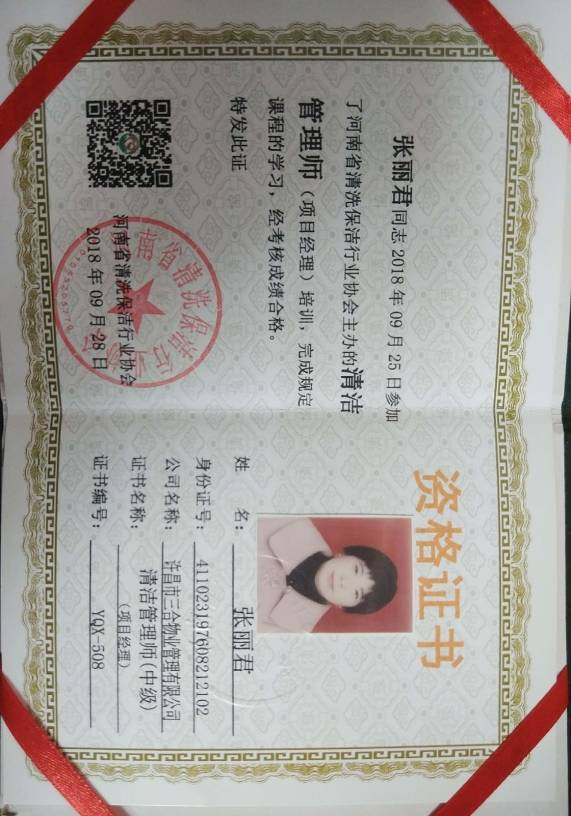 张丽君同志2018年09月25日参加
了河南省清洗保洁行业协会主办的清洁
管理师（项目经理）培训，完成规定
课程的学习，经考核成绩合格。
特发此证
河南省清洗保洁行业协会
2018年09月28日
资格证书
姓 名：张丽君
身份证号：411023197608212102
公司名称：许昌市三合物业管理有限公司
证书名称：清洁管理师(中级)
（项目经理）
证书编号：YQX-508